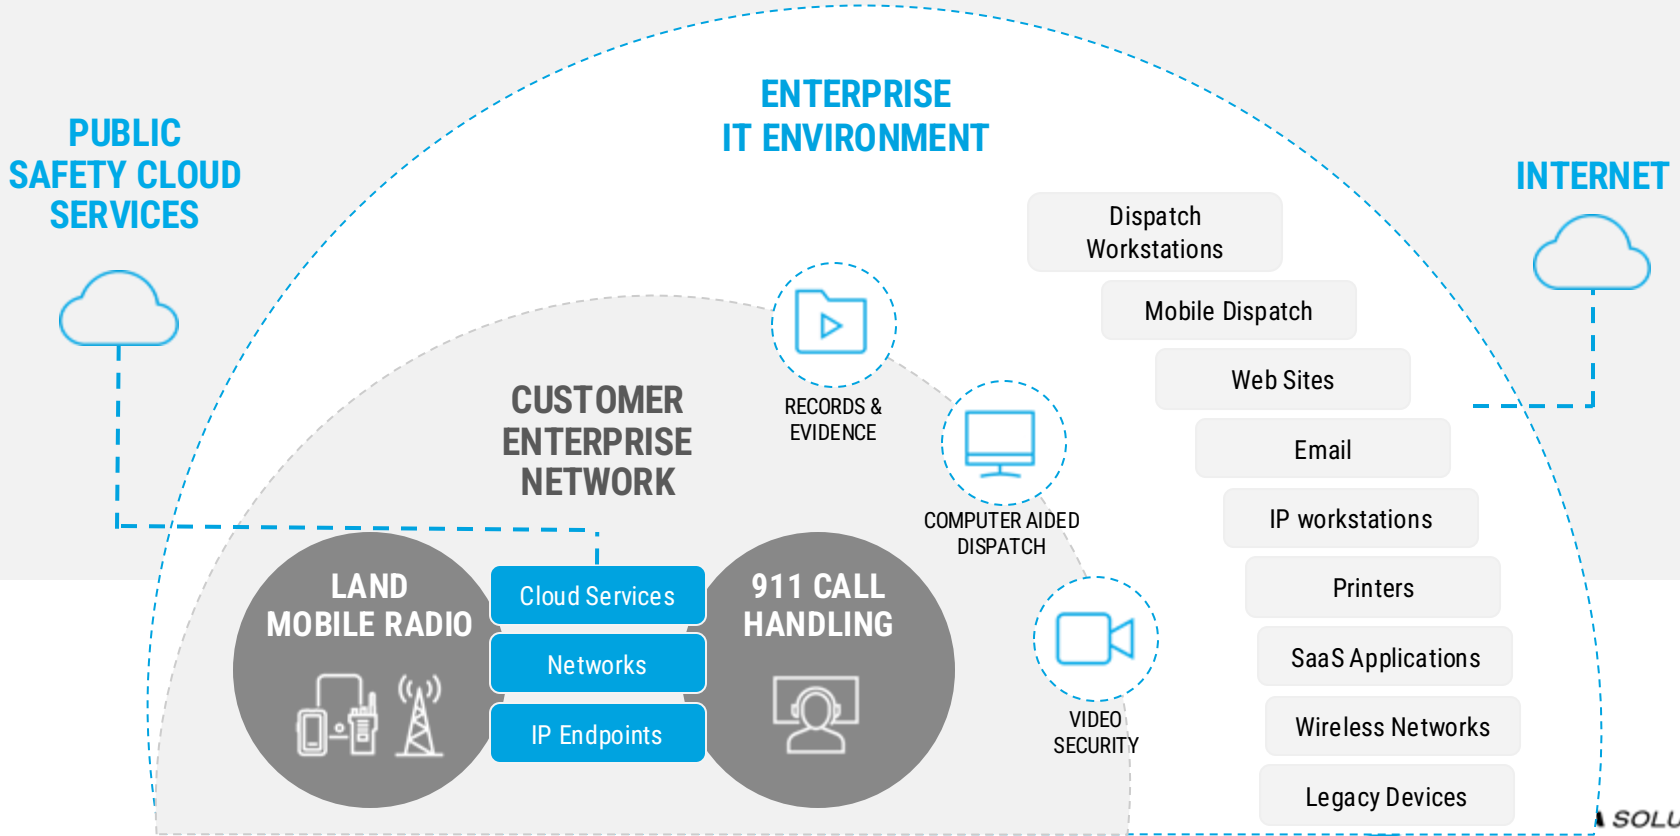 ENTERPRISE
IT ENVIRONMENT
PUBLIC
SAFETY CLOUD
SERVICES
INTERNET
Dispatch
Workstations
Mobile Dispatch
Web Sites
Email
IP workstations
Printers
SaaS Applications
Wireless Networks
Legacy Devices
RECORDS &
EVIDENCE
COMPUTER AIDED
DISPATCH
VIDEO
SECURITY
CUSTOMER
ENTERPRISE
NETWORK
LAND
MOBILE RADIO
Cloud Services
Networks
IP Endpoints
911 CALL
HANDLING